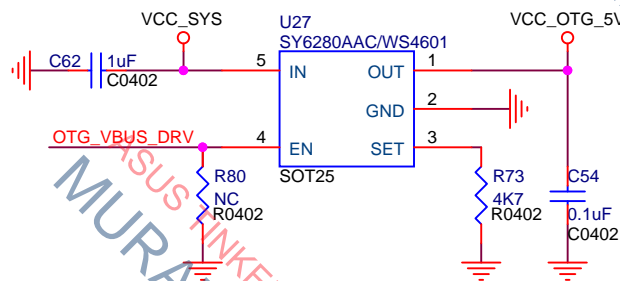 VCC_SYS
U27
SY6280AAC/WS4601
VCC_OTG_5V
C62
1uF
C0402
5
IN
OUT
1
GND
2
OTG_VBUS_DRV
4
EN
SET
3
SOT25
R80
NC
R0402
R73
4K7
R0402
C54
0.1uF
C0402
ASUS TINKE
MURA